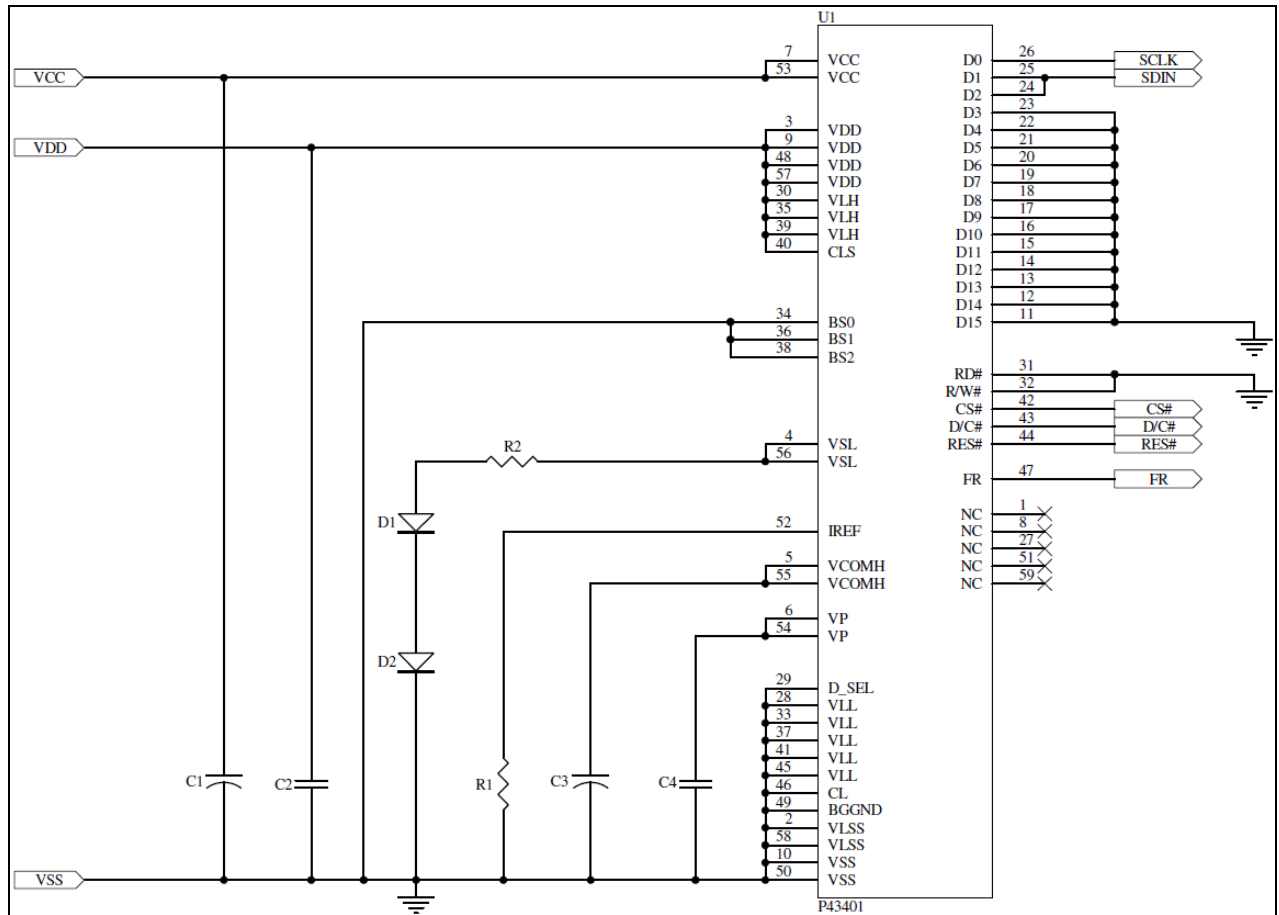 U1
VCC
7 VCC
53 VCC
VDD
3 VDD
9 VDD
48 VDD
57 VDD
30 VLH
35 VLH
39 VLH
40 CLS
34 BS0
36 BS1
38 BS2
R2
4 VSL
56 VSL
D1
52 IREF
5 VCOMH
55 VCOMH
6 VP
54 VP
D2
29 D_SEL
28 VLL
33 VLL
37 VLL
41 VLL
45 VLL
46 CL
49 BGGND
2 VLSS
58 VLSS
10 VSS
50 VSS
C1
C2
R1
C3
C4
VSS
P43401
D0 26 SCLK
D1 25 SDIN
D2 24
D3 23
D4 22
D5 21
D6 20
D7 19
D8 18
D9 17
D10 16
D11 15
D12 14
D13 13
D14 12
D15 11
RD# 31
R/W# 32
CS# 42 CS#
D/C# 43 D/C#
RES# 44 RES#
FR 47 FR
NC 1
NC 8
NC 27
NC 51
NC 59